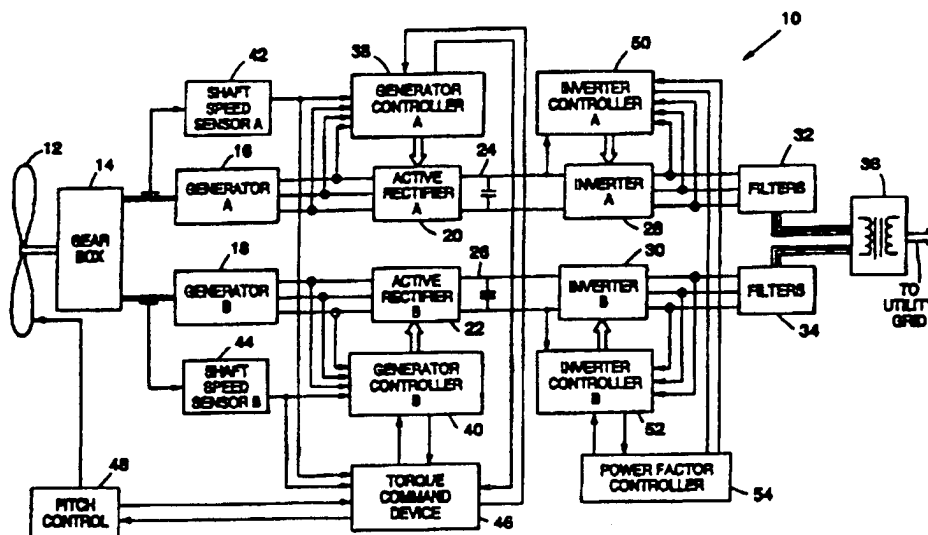 10
42
38
50
SHAFT
SPEED
SENSOR A
GENERATOR
CONTROLLER
A
INVERTER
CONTROLLER
A
12
14
16
24
32
36
GEAR
BOX
GENERATOR
A
ACTIVE
RECTIFIER
A
INVERTER
A
FILTERS
20
28
18
26
30
GENERATOR
B
ACTIVE
RECTIFIER
B
INVERTER
B
FILTERS
TO
UTILITY
GRID
22
34
44
SHAFT
SPEED
SENSOR B
GENERATOR
CONTROLLER
B
INVERTER
CONTROLLER
B
40
52
48
PITCH
CONTROL
TORQUE
COMMAND
DEVICE
POWER FACTOR
CONTROLLER
46
54